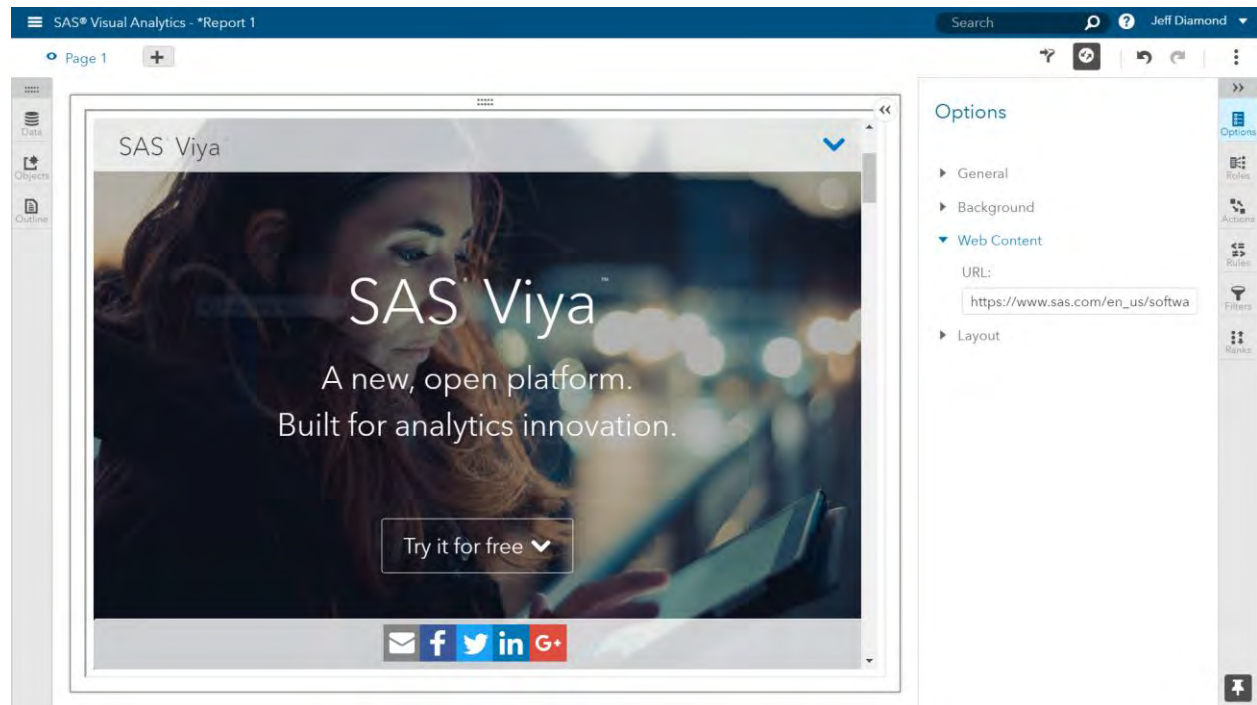 SAS® Visual Analytics - *Report 1
Search
?
Jeff Diamond
Page 1
+
Data
Objects
Outline
SAS Viya
SAS Viya™
A new, open platform.
Built for analytics innovation.
Try it for free
f
in
G+
Options
General
Background
Web Content
URL:
https://www.sas.com/en_us/softwa
Layout
Options
Roles
Actions
Rules
Filters
Ranks